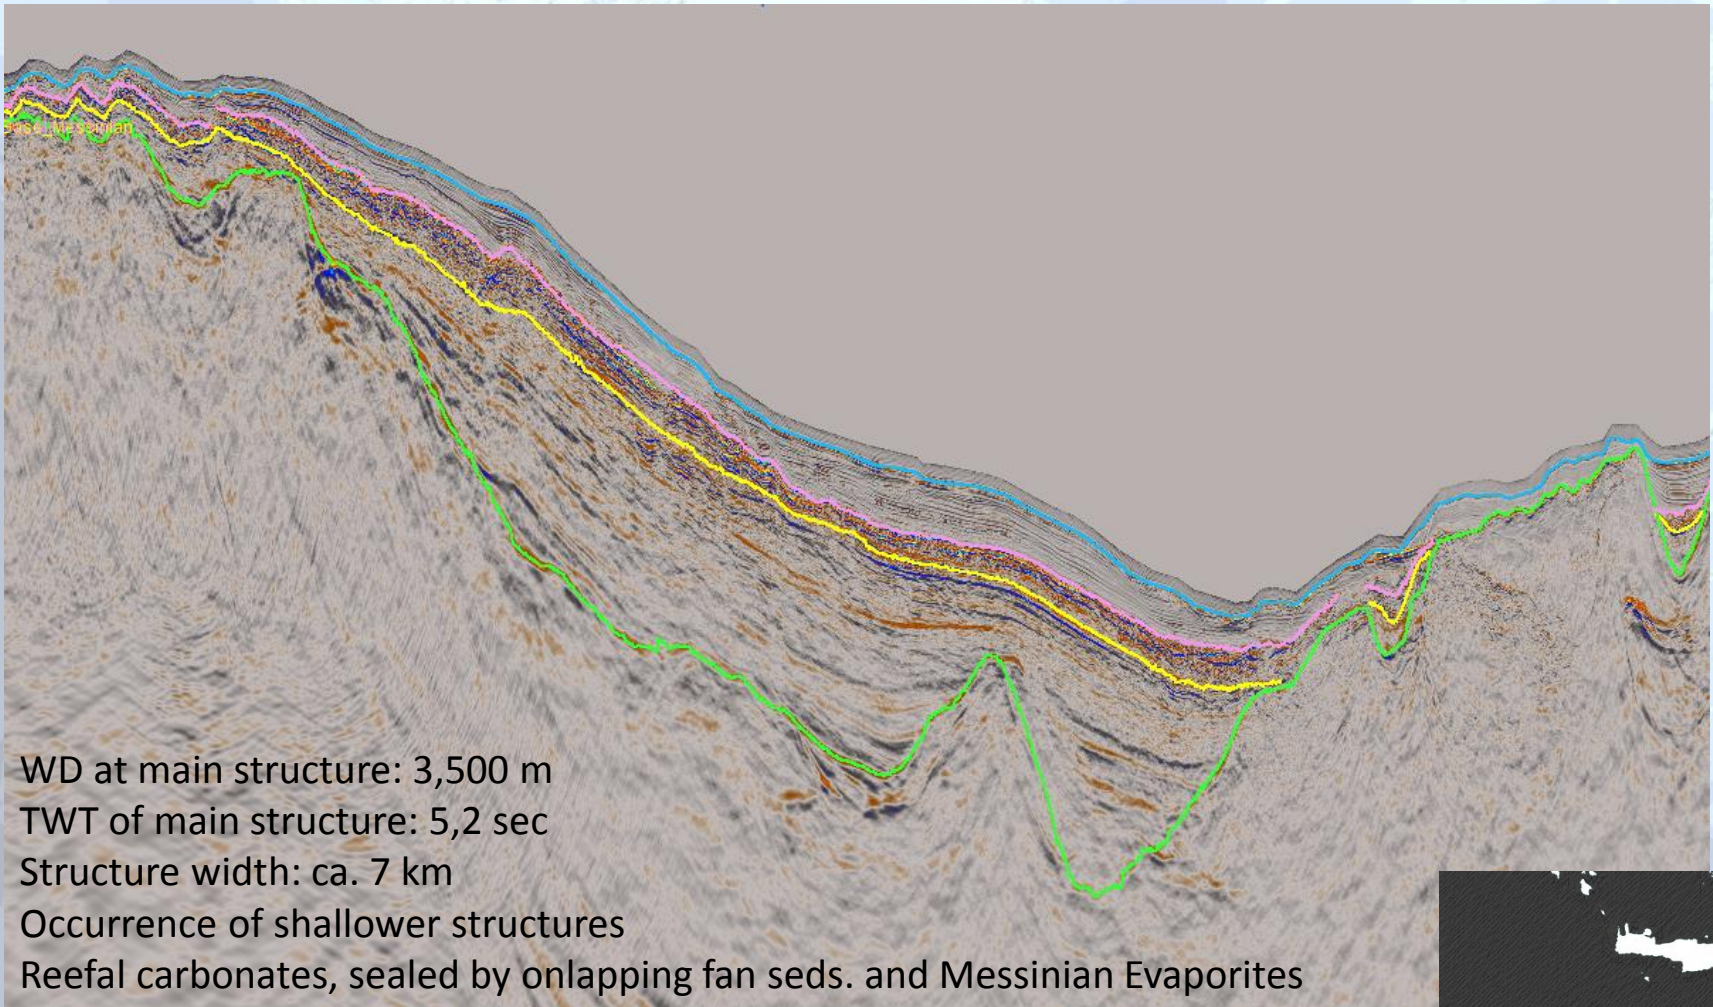 Base_Messinian
WD at main structure: 3,500 m
TWT of main structure: 5,2 sec
Structure width: ca. 7 km
Occurrence of shallower structures
Reefal carbonates, sealed by onlapping fan seds. and Messinian Evaporites